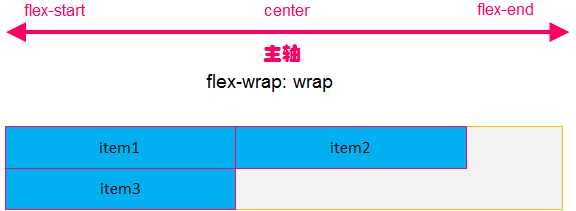 flex-start center flex-end
主轴
flex-wrap: wrap
item1 item2
item3